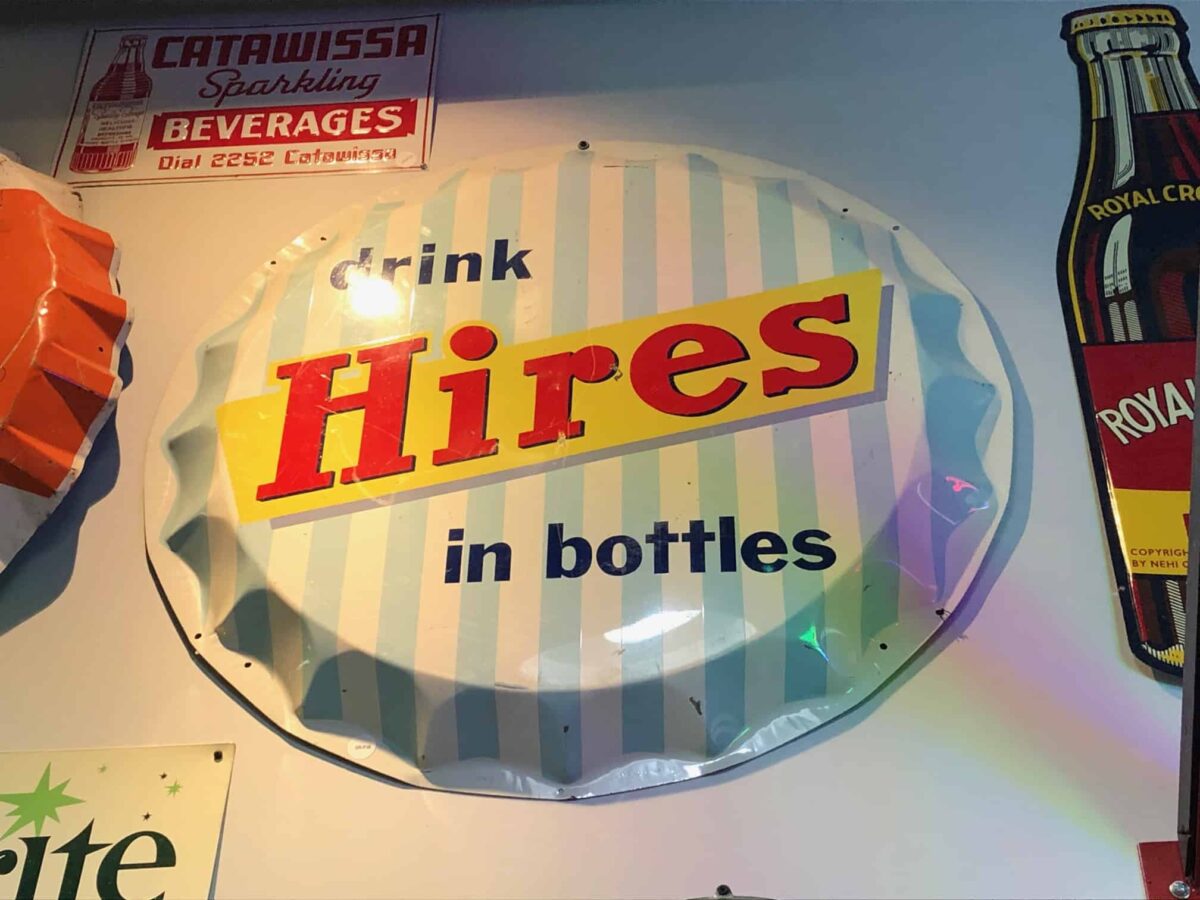 CATAWISSA
Sparkling
BEVERAGES
Dial 2252 Catawissa
drink
Hires
in bottles
ROYAL CRO
ROYAL
COPYRIGH
BY NEHI C
rite